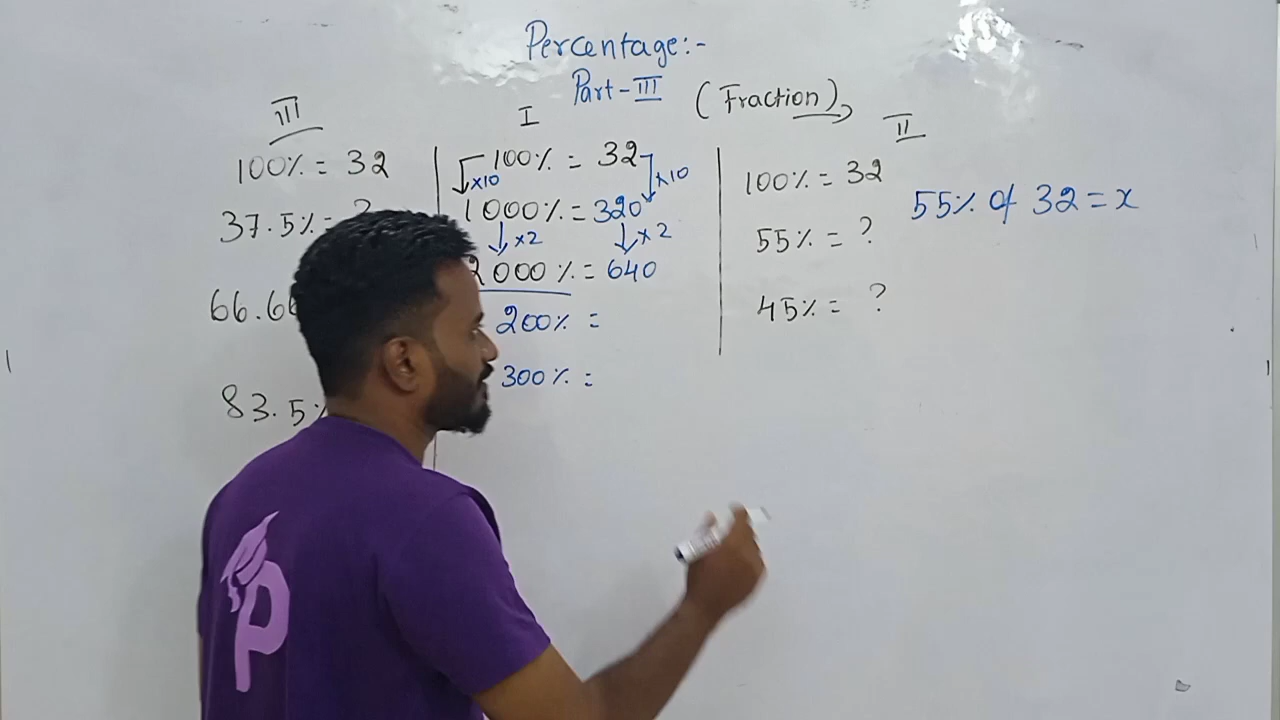 Percentage:-
Part-III (Fraction)
III
100% = 32
37.5% = ?
66.66
83.5%
I
100% = 32
×10 ×10
1000% = 320
×2 ×2
2000% = 640
200% =
300% =
II
100% = 32
55% = ?
45% = ?
55% of 32 = x
P